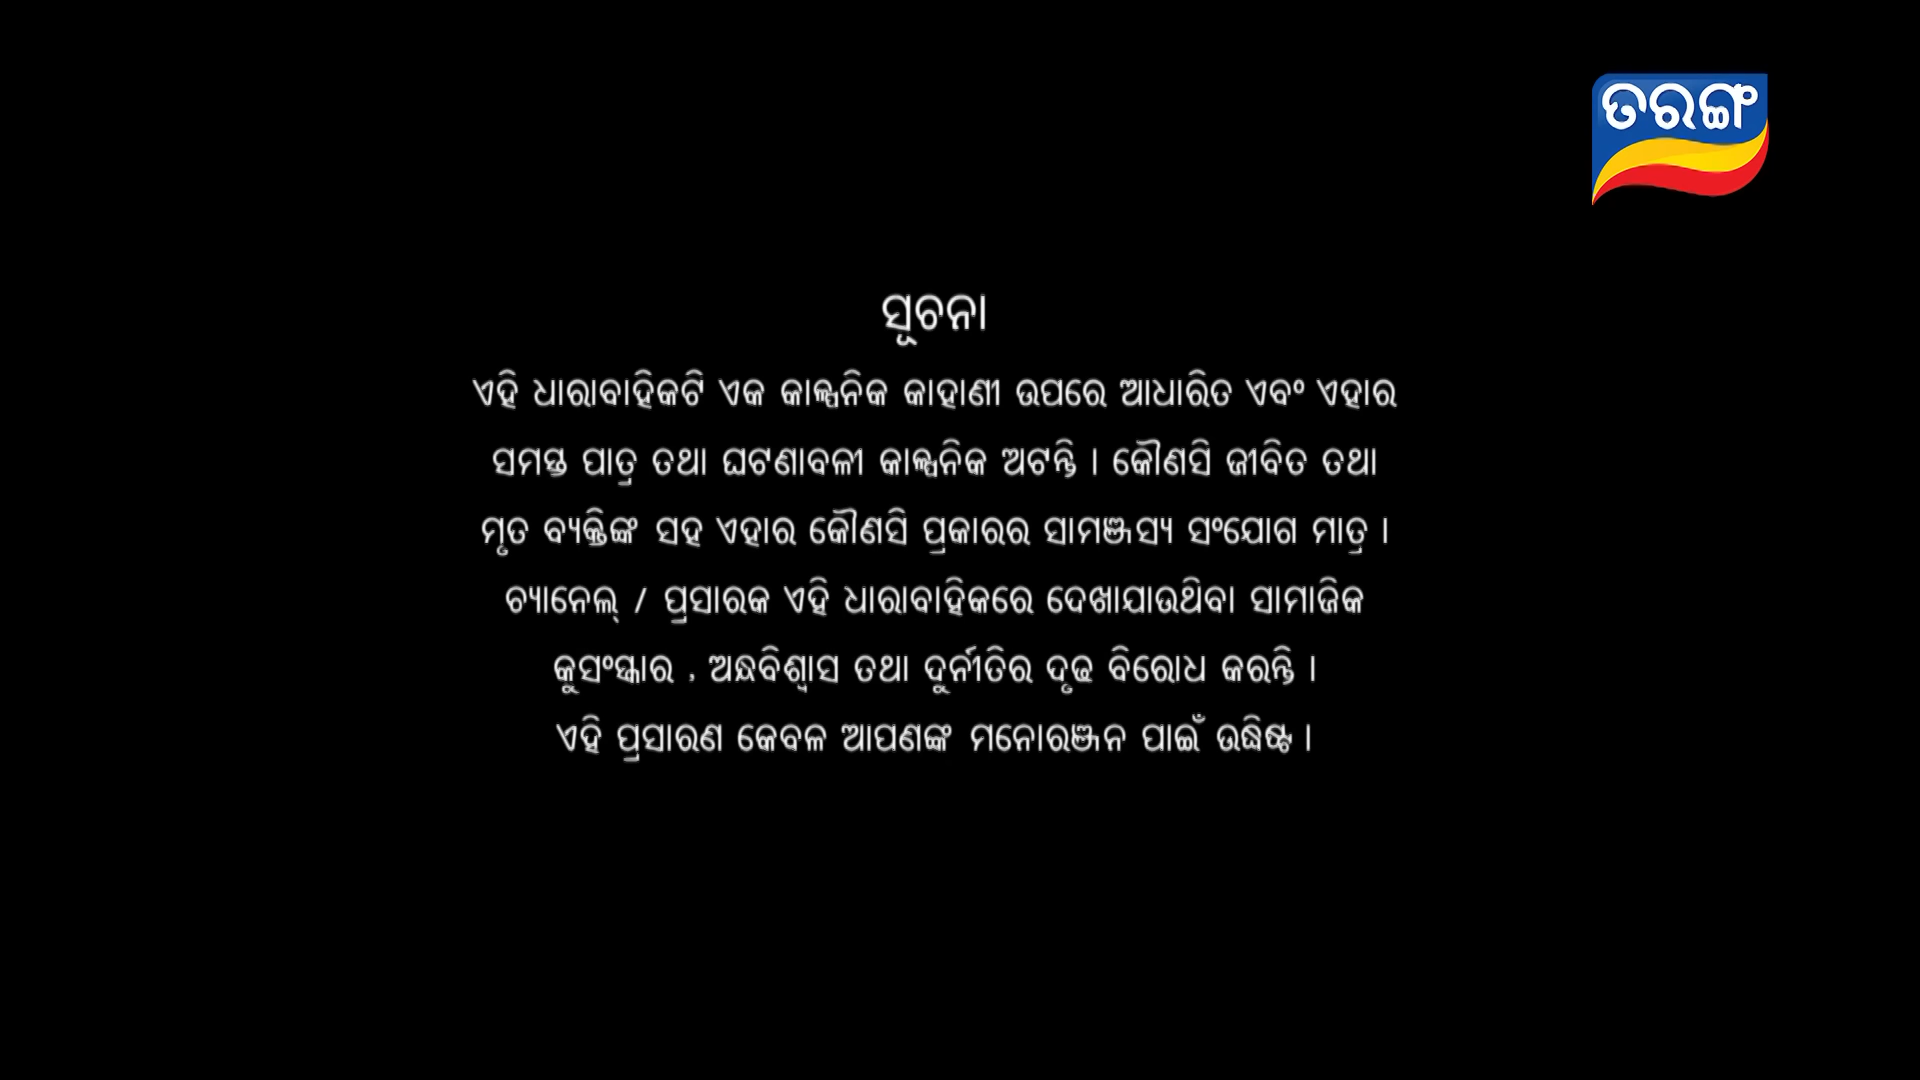 ତରଙ୍ଗ
ସୂଚନା
ଏହି ଧାରାବାହିକଟି ଏକ କାଳ୍ପନିକ କାହାଣୀ ଉପରେ ଆଧାରିତ ଏବଂ ଏହାର
ସମସ୍ତ ପାତ୍ର ତଥା ଘଟଣାବଳୀ କାଳ୍ପନିକ ଅଟନ୍ତି । କୌଣସି ଜୀବିତ ତଥା
ମୃତ ବ୍ୟକ୍ତିଙ୍କ ସହ ଏହାର କୌଣସି ପ୍ରକାରର ସାମଞ୍ଜସ୍ୟ ସଂଯୋଗ ମାତ୍ର ।
ଚ୍ୟାନେଲ୍ / ପ୍ରସାରକ ଏହି ଧାରାବାହିକରେ ଦେଖାଯାଉଥିବା ସାମାଜିକ
କୁସଂସ୍କାର , ଅନ୍ଧବିଶ୍ୱାସ ତଥା ଦୁର୍ନୀତିର ଦୃଢ ବିରୋଧ କରନ୍ତି ।
ଏହି ପ୍ରସାରଣ କେବଳ ଆପଣଙ୍କ ମନୋରଞ୍ଜନ ପାଇଁ ଉଦ୍ଧିଷ୍ଟ ।